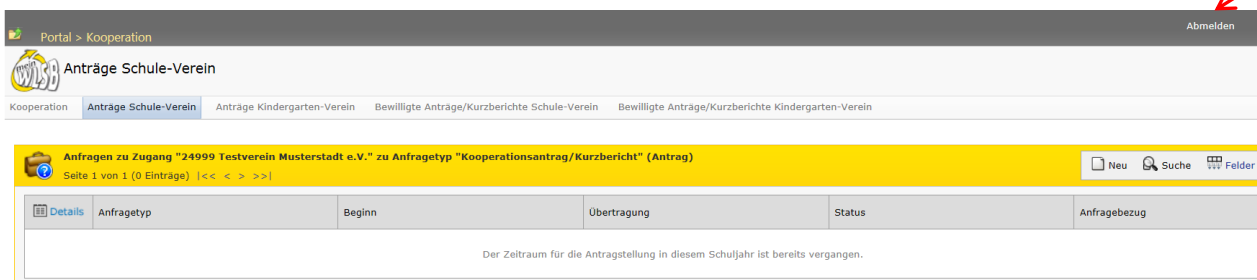 Abmelden
Portal > Kooperation
mein WLSB Anträge Schule-Verein
Kooperation Anträge Schule-Verein Anträge Kindergarten-Verein Bewilligte Anträge/Kurzberichte Schule-Verein Bewilligte Anträge/Kurzberichte Kindergarten-Verein
Anfragen zu Zugang "24999 Testverein Musterstadt e.V." zu Anfragetyp "Kooperationsantrag/Kurzbericht" (Antrag)
Seite 1 von 1 (0 Einträge) |<< < > >>|
Neu Suche Felder
Details Anfragetyp Beginn Übertragung Status Anfragebezug
Der Zeitraum für die Antragstellung in diesem Schuljahr ist bereits vergangen.